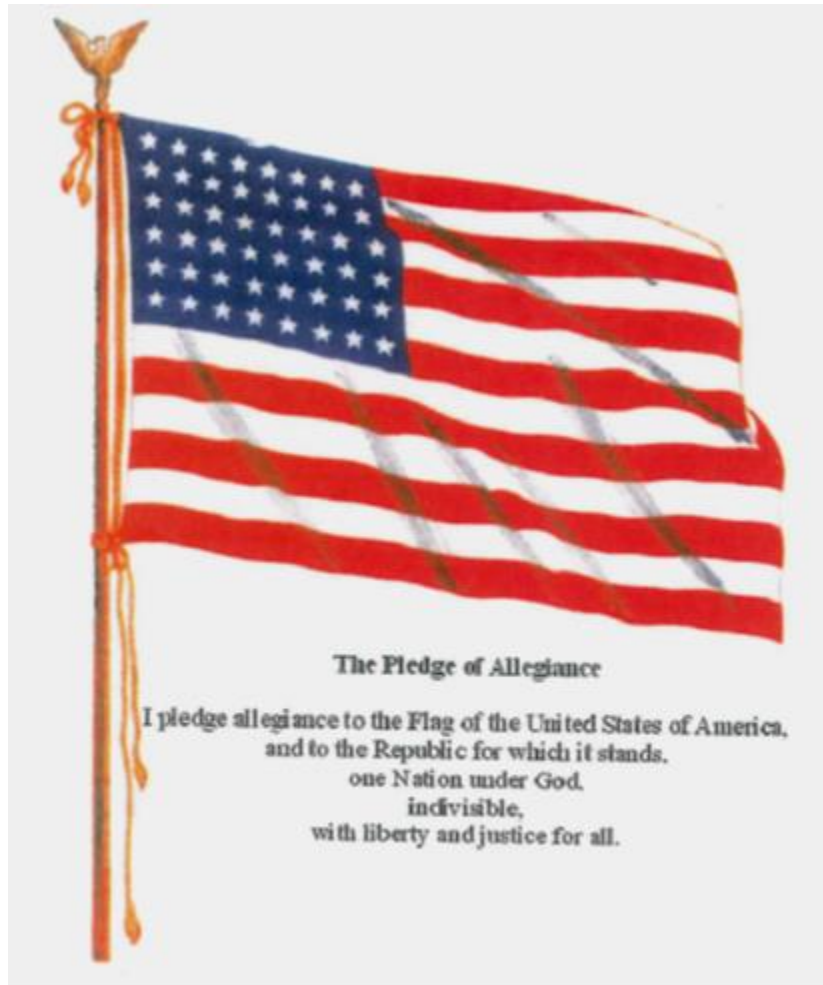 The Pledge of Allegiance
I pledge allegiance to the Flag of the United States of America,
and to the Republic for which it stands.
one Nation under God,
indivisible,
with liberty and justice for all.